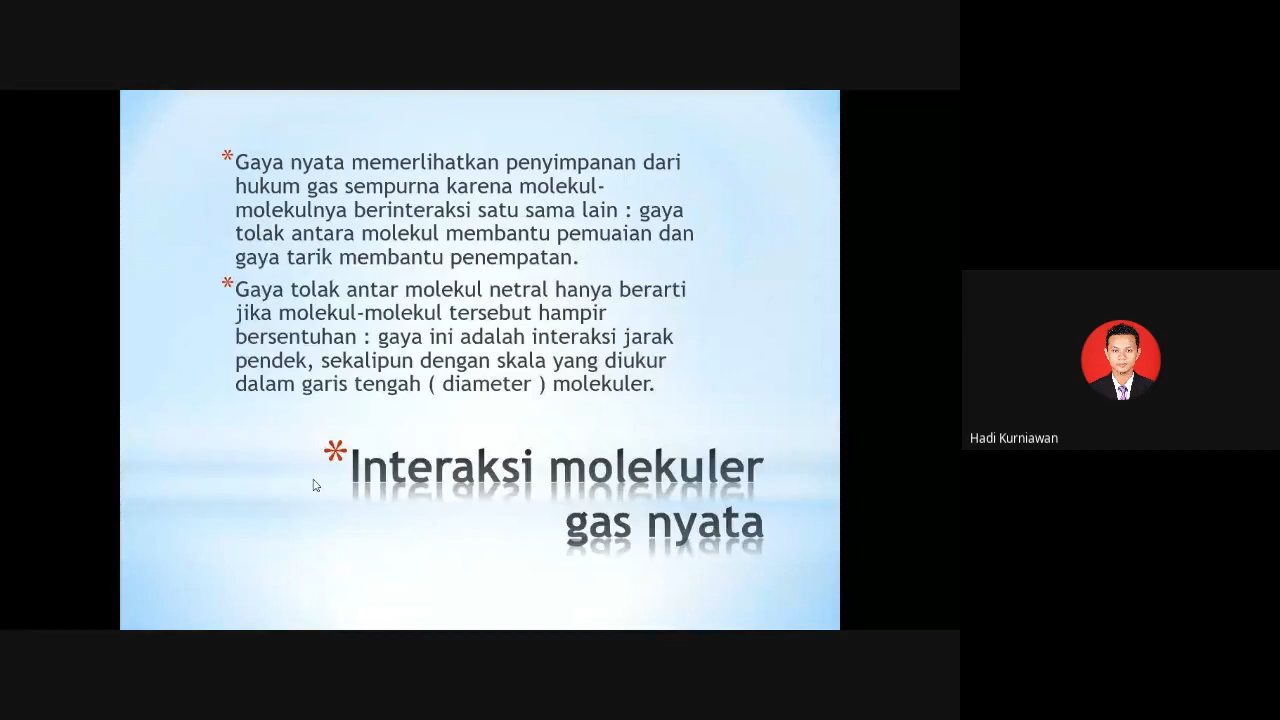 *Gaya nyata memerlihatkan penyimpanan dari
hukum gas sempurna karena molekul-
molekulnya berinteraksi satu sama lain : gaya
tolak antara molekul membantu pemuaian dan
gaya tarik membantu penempatan.
*Gaya tolak antar molekul netral hanya berarti
jika molekul-molekul tersebut hampir
bersentuhan : gaya ini adalah interaksi jarak
pendek, sekalipun dengan skala yang diukur
dalam garis tengah ( diameter ) molekuler.
*Interaksi molekuler
gas nyata
Hadi Kurniawan